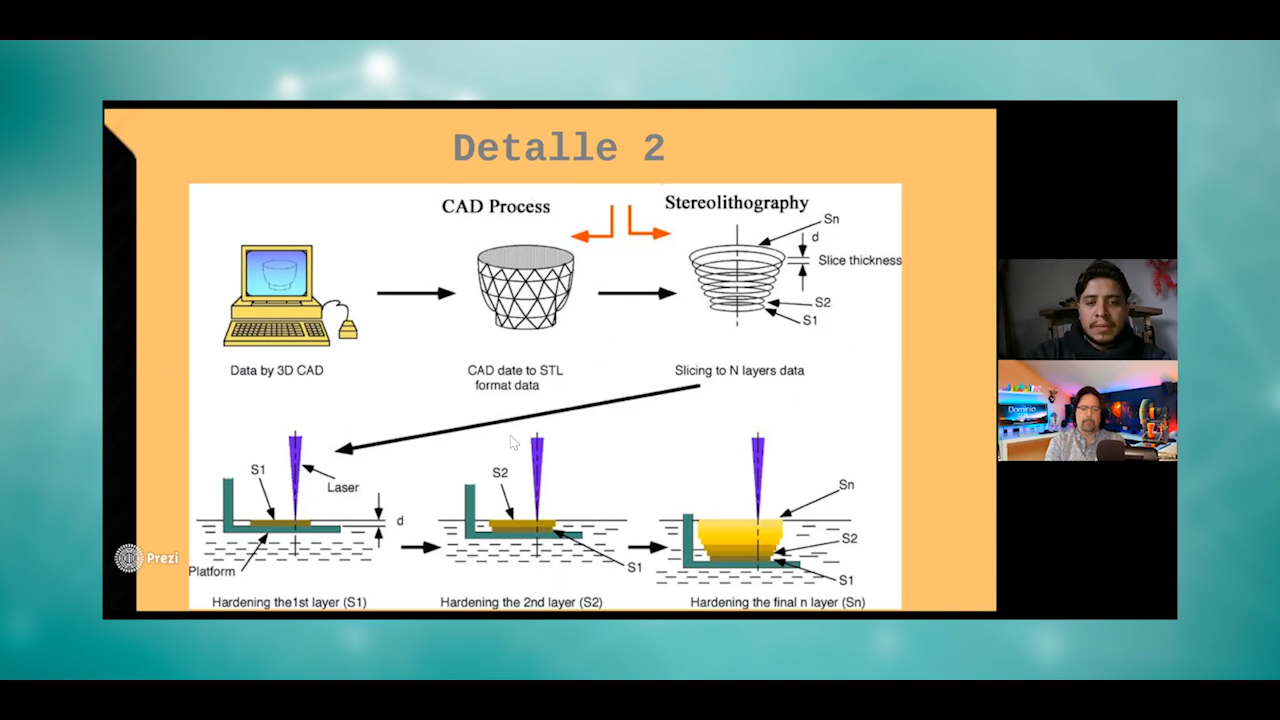 Detalle 2
CAD Process
Stereolithography
Sn
d
Slice thickness
S2
S1
Data by 3D CAD
CAD date to STL
format data
Slicing to N layers data
S1
Laser
d
Platform
S2
S1
Sn
S2
S1
Hardening the1st layer (S1)
Hardening the 2nd layer (S2)
Hardening the final n layer (Sn)
Prezi
Dominio